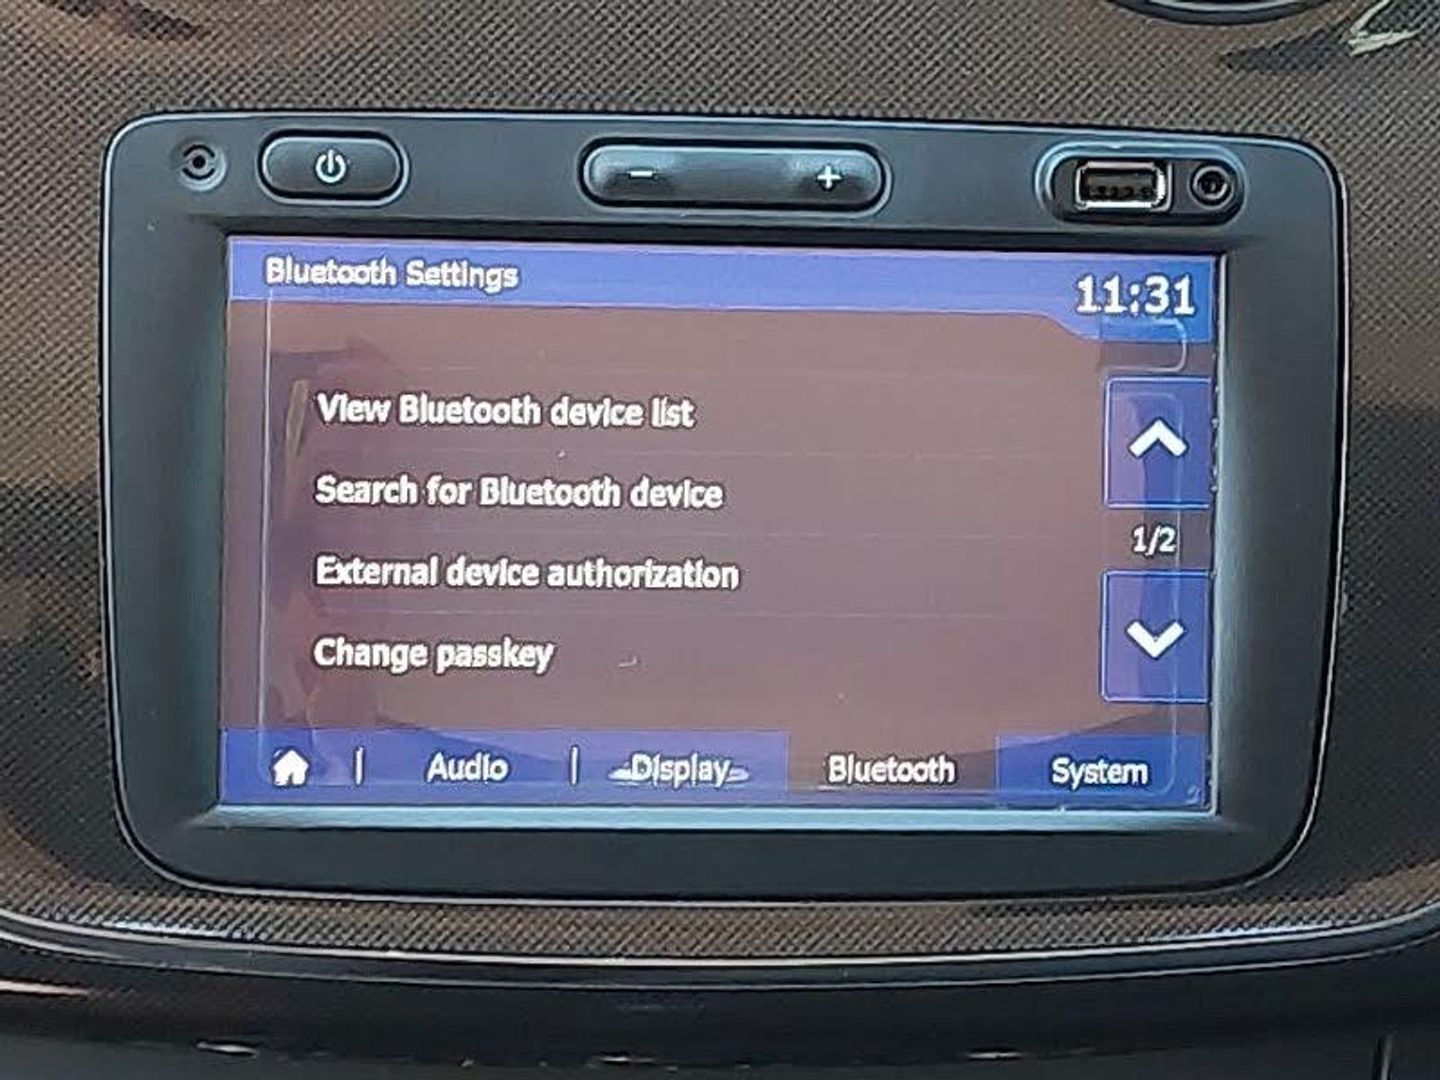 Bluetooth Settings
11:31
View Bluetooth device list
Search for Bluetooth device
External device authorization
1/2
Change passkey
Audio
Display
Bluetooth
System